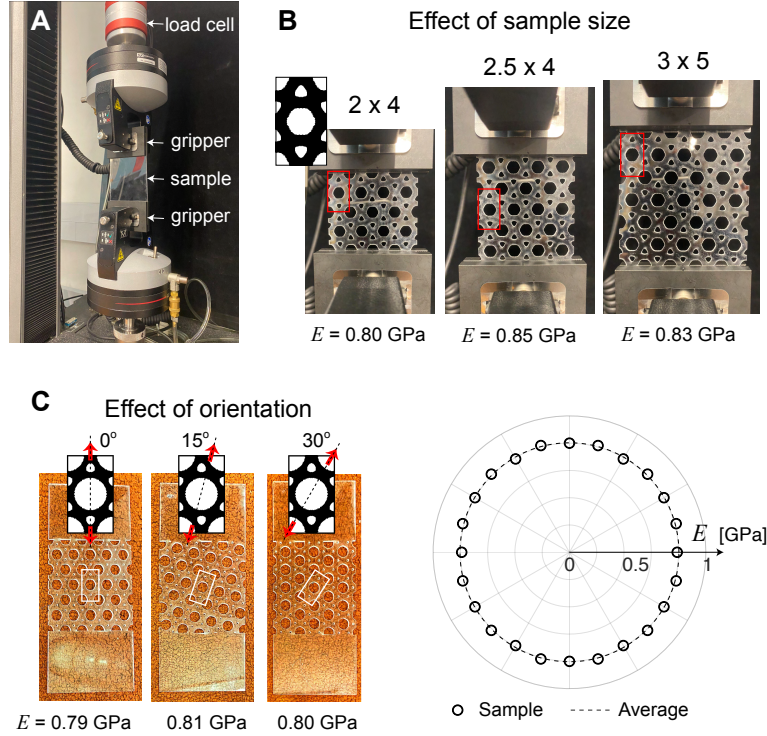 A
load cell
gripper
sample
gripper
B
Effect of sample size
2 x 4
2.5 x 4
3 x 5
E = 0.80 GPa
E = 0.85 GPa
E = 0.83 GPa
C
Effect of orientation
0° 15° 30°
E = 0.79 GPa
0.81 GPa
0.80 GPa
E [GPa]
0 0.5 1
Sample
Average